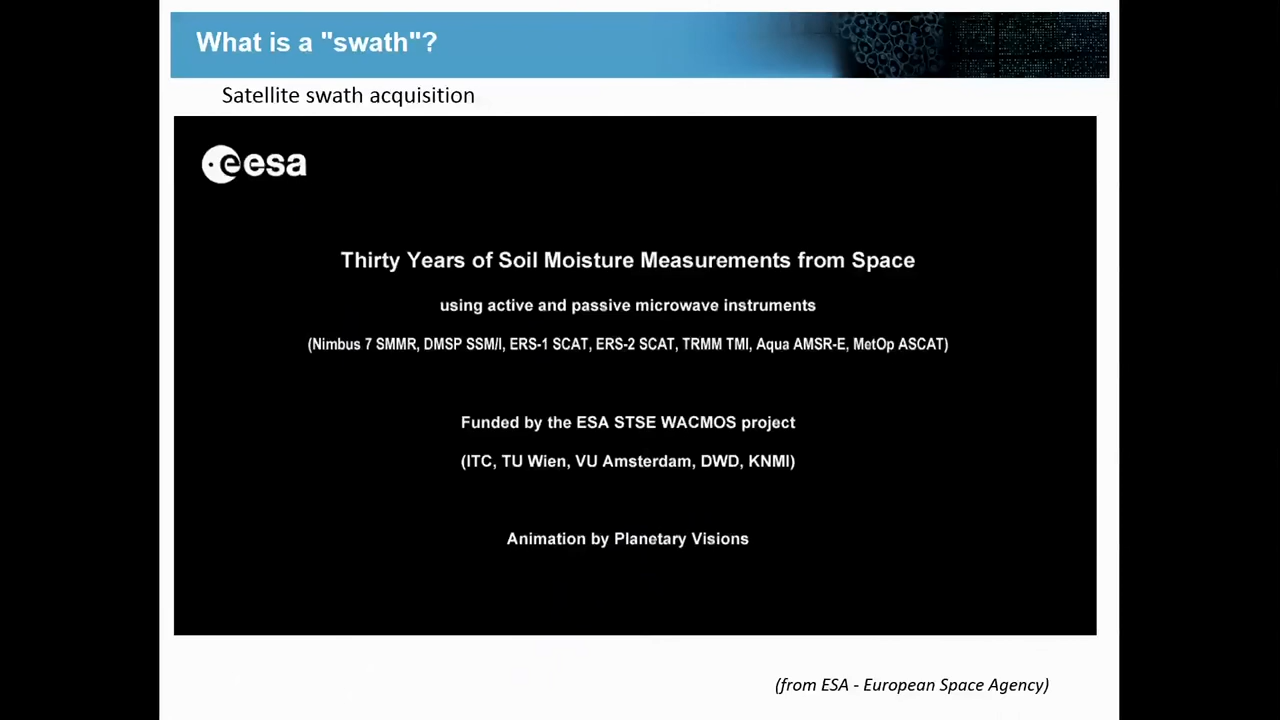 What is a "swath"?
Satellite swath acquisition
esa
Thirty Years of Soil Moisture Measurements from Space
using active and passive microwave instruments
(Nimbus 7 SMMR, DMSP SSM/I, ERS-1 SCAT, ERS-2 SCAT, TRMM TMI, Aqua AMSR-E, MetOp ASCAT)
Funded by the ESA STSE WACMOS project
(ITC, TU Wien, VU Amsterdam, DWD, KNMI)
Animation by Planetary Visions
(from ESA - European Space Agency)